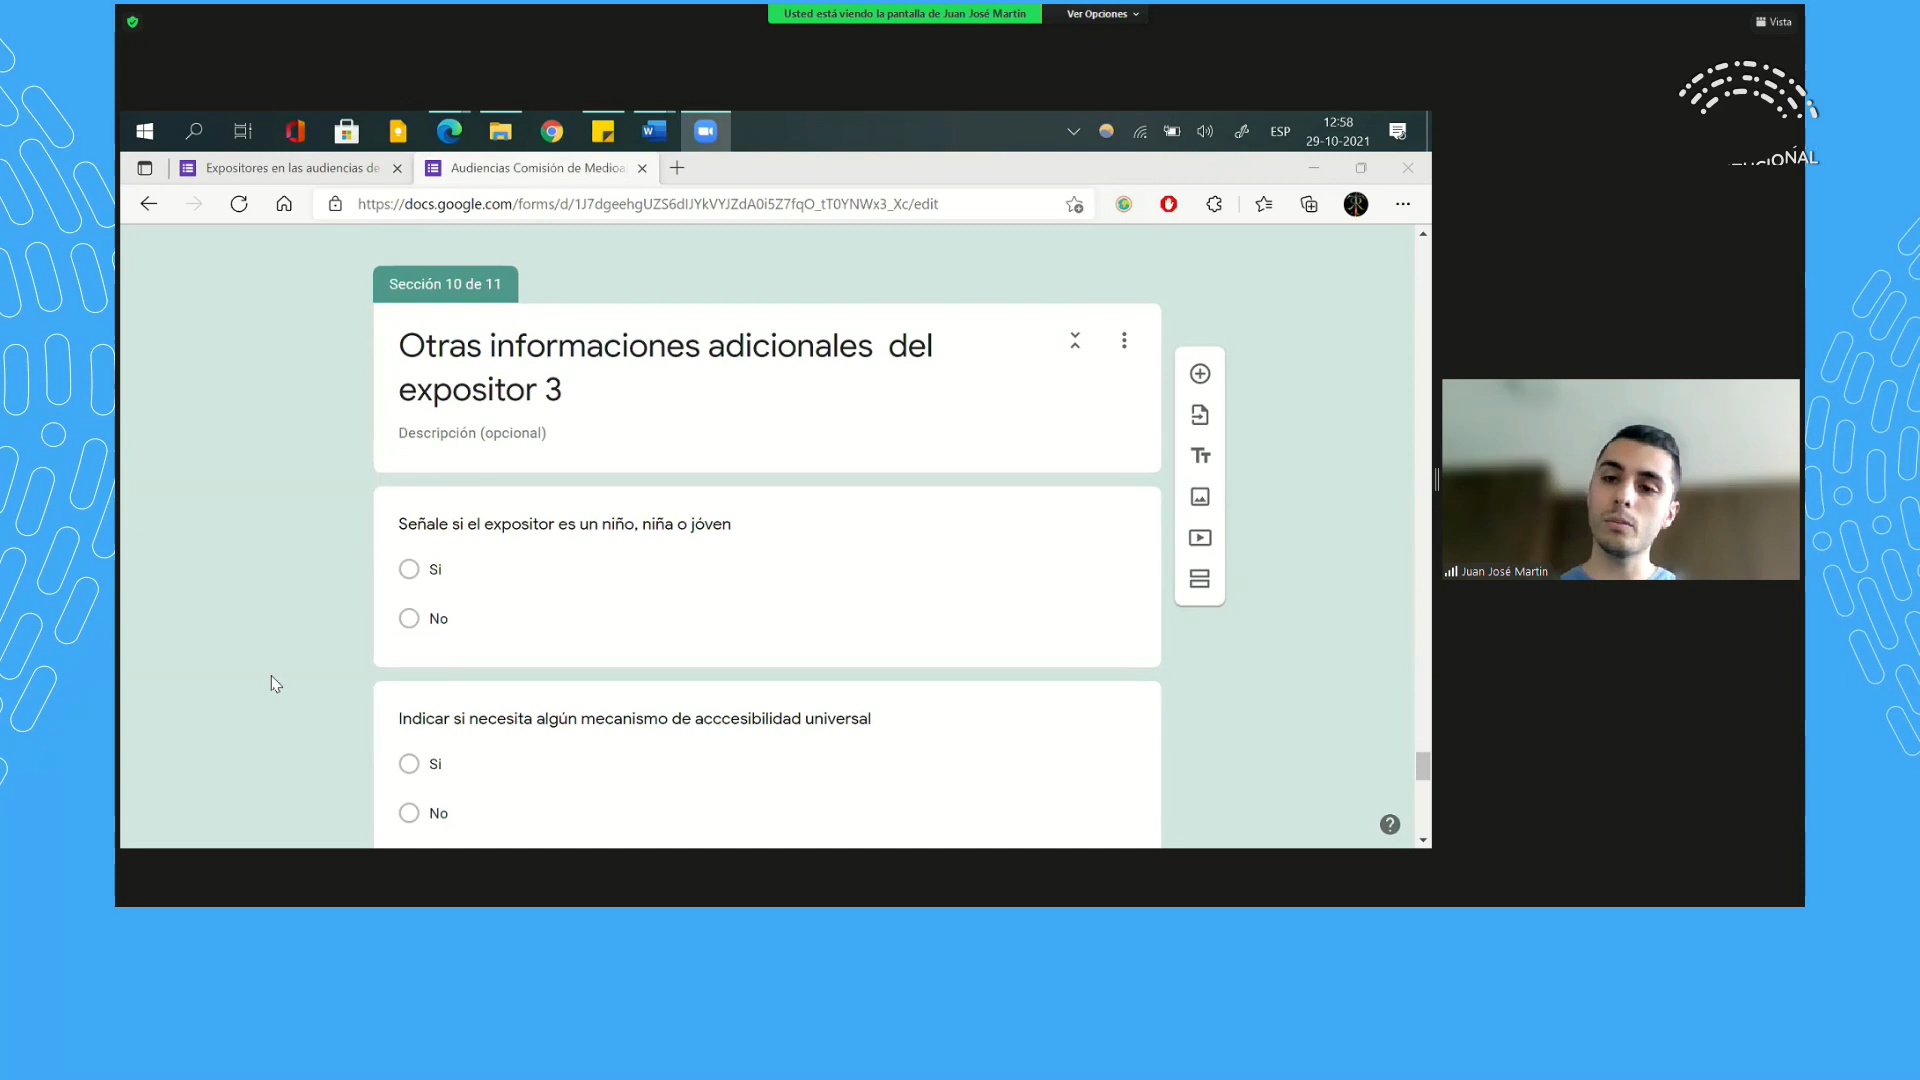 Usted está viendo la pantalla de Juan José Martin
Ver Opciones
Vista
12:58
29-10-2021
ESP
Expositores en las audiencias de
Audiencias Comisión de Medioa
https://docs.google.com/forms/d/1J7dgeehgUZS6dIJYkVYJZdA0i5Z7fqO_tT0YNWx3_Xc/edit
Sección 10 de 11
Otras informaciones adicionales del
expositor 3
Descripción (opcional)
Señale si el expositor es un niño, niña o jóven
Si
No
Indicar si necesita algún mecanismo de acccesibilidad universal
Si
No
Juan José Martin